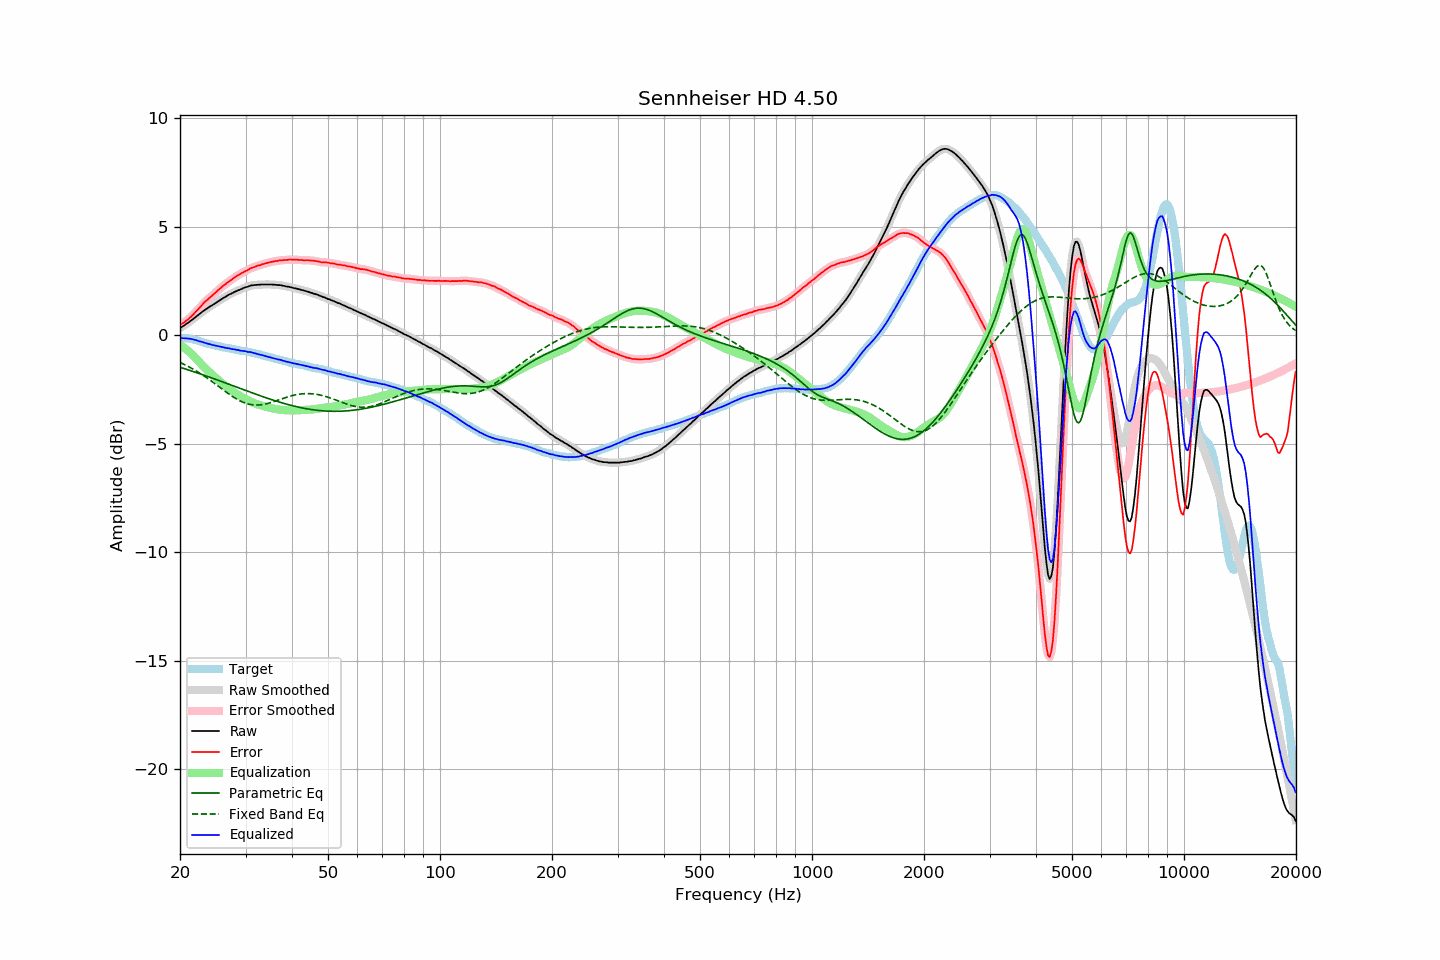 Sennheiser HD 4.50
10
5
0
−5
−10
−15
−20
Amplitude (dBr)
Target
Raw Smoothed
Error Smoothed
Raw
Error
Equalization
Parametric Eq
Fixed Band Eq
Equalized
20
50
100
200
500
1000
2000
5000
10000
20000
Frequency (Hz)